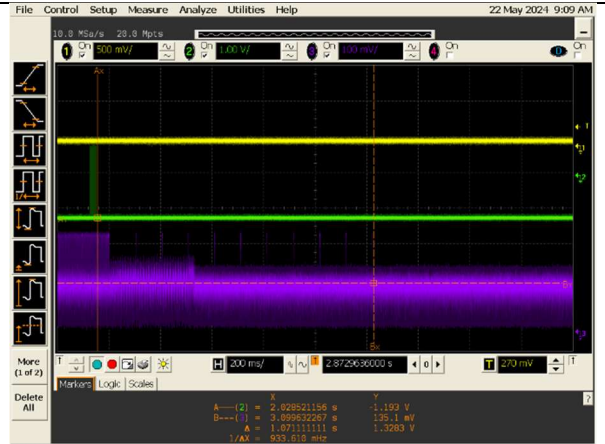 File Control Setup Measure Analyze Utilities Help 22 May 2024 9:09 AM
10.0 MSa/s 20.0 Mpts
1 On 500 mV/ 2 On 1.00 V/ 3 On 100 mV/ 4 On D On
Ax
Bx
More
(1 of 2)
Delete
All
H 200 ms/ 2.8729636000 s 0 T 270 mV
Markers Logic Scales
X Y
A---(2) = 2.028521156 s -1.193 V
B---(3) = 3.099632267 s 135.1 mV
Δ = 1.071111111 s 1.3283 V
1/ΔX = 933.610 mHz
?